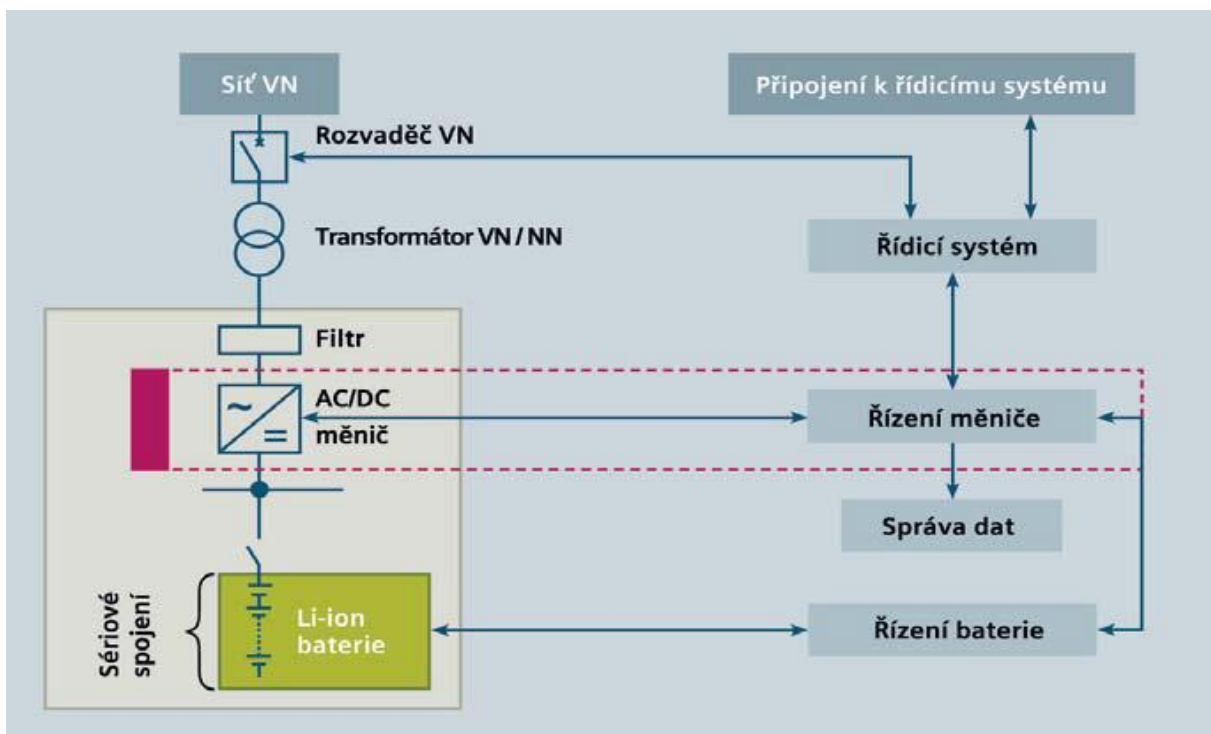 Síť VN
Připojení k řídicímu systému
Rozvaděč VN
Transformátor VN / NN
Řídicí systém
Filtr
AC/DC
měnič
Řízení měniče
Správa dat
Sériové
spojení
Li-ion
baterie
Řízení baterie